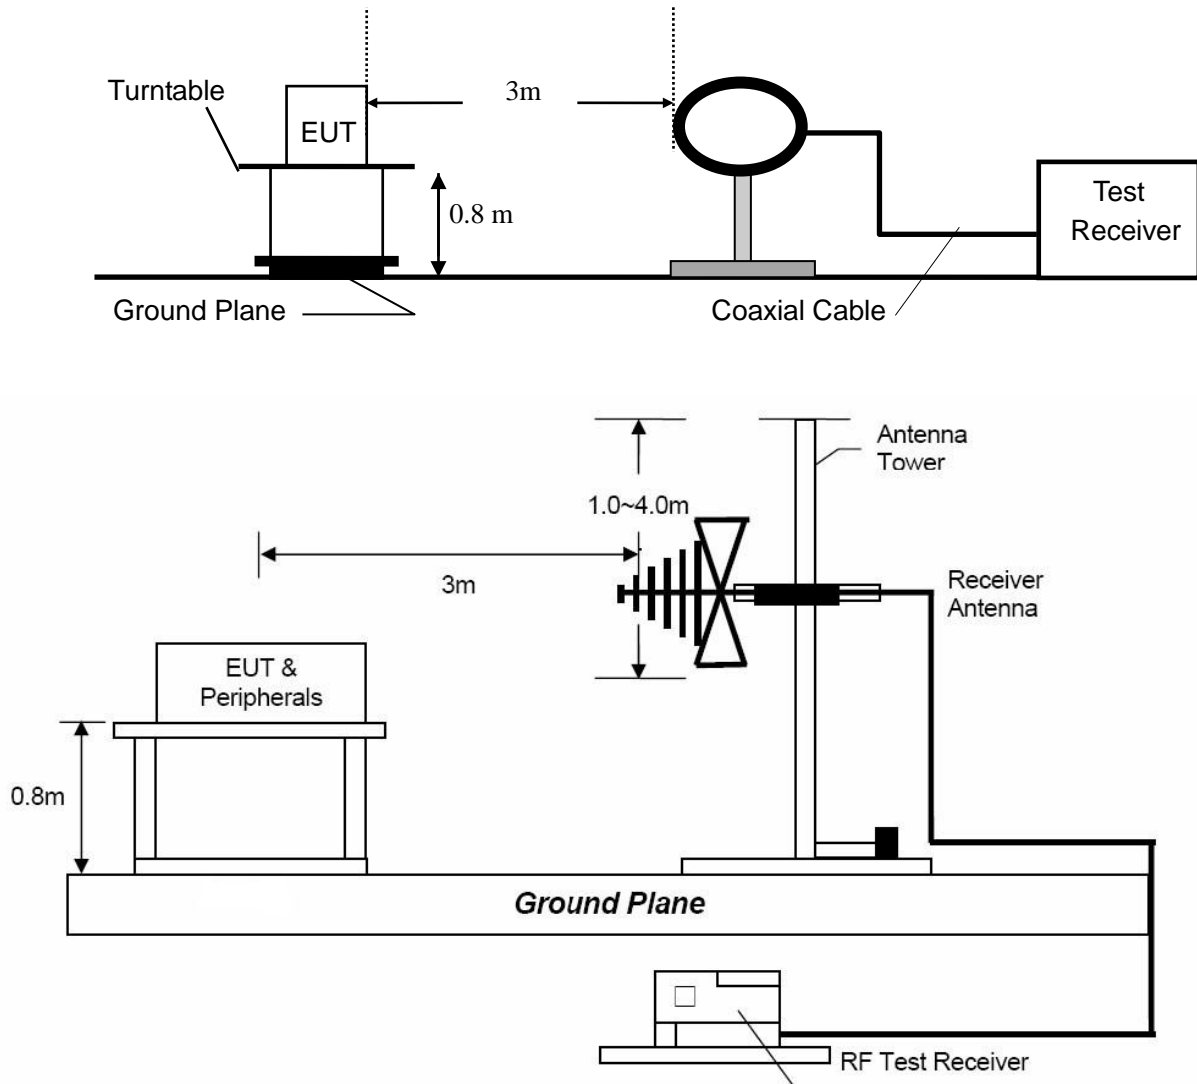 Turntable
3m
EUT
0.8 m
Test
Receiver
Ground Plane
Coaxial Cable
Antenna
Tower
1.0~4.0m
3m
Receiver
Antenna
EUT &
Peripherals
0.8m
Ground Plane
RF Test Receiver